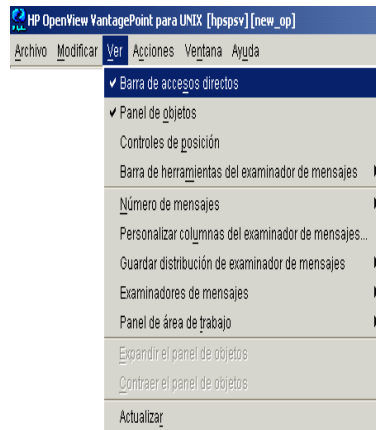 HP OpenView VantagePoint para UNIX [hpspsv] [new_op]
Archivo Modificar Ver Acciones Ventana Ayuda
Barra de accesos directos
Panel de objetos
Controles de posición
Barra de herramientas del examinador de mensajes
Número de mensajes
Personalizar columnas del examinador de mensajes...
Guardar distribución de examinador de mensajes
Examinadores de mensajes
Panel de área de trabajo
Expandir el panel de objetos
Contraer el panel de objetos
Actualizar